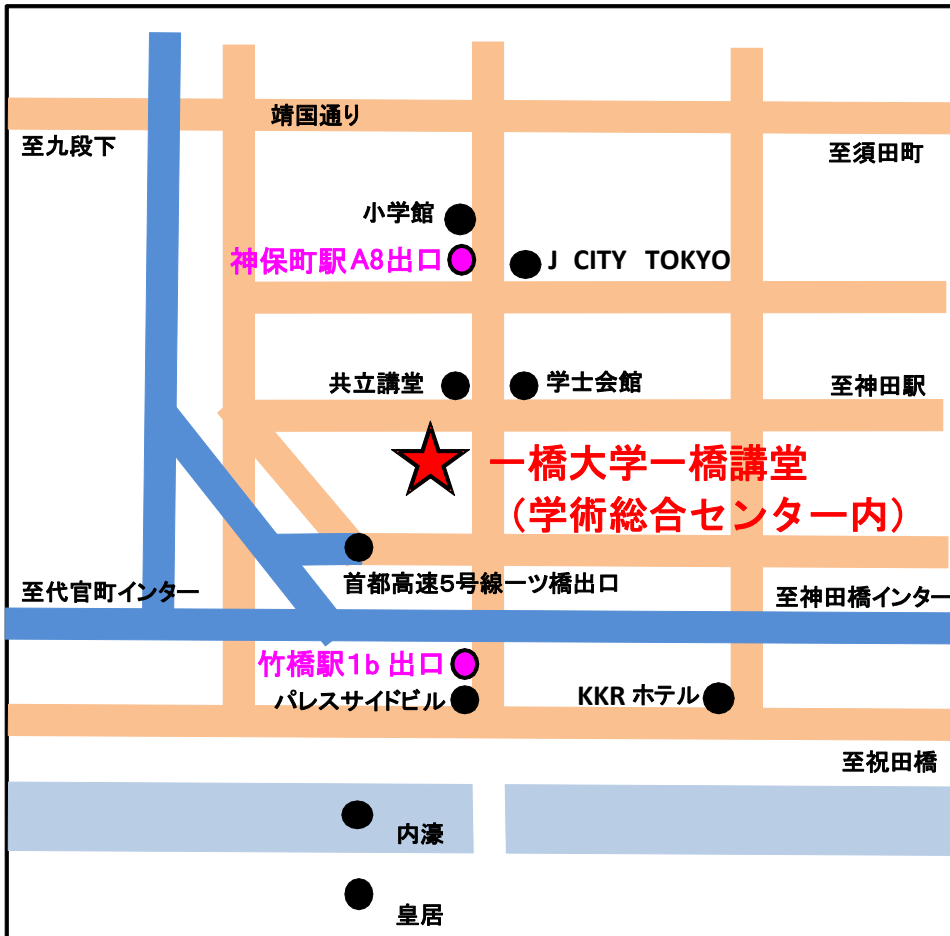 靖国通り
至九段下
至須田町
小学館
神保町駅A8出口
J CITY TOKYO
共立講堂
学士会館
至神田駅
一橋大学一橋講堂
（学術総合センター内）
首都高速５号線一ツ橋出口
至代官町インター
至神田橋インター
竹橋駅1b 出口
パレスサイドビル
KKR ホテル
至祝田橋
内濠
皇居